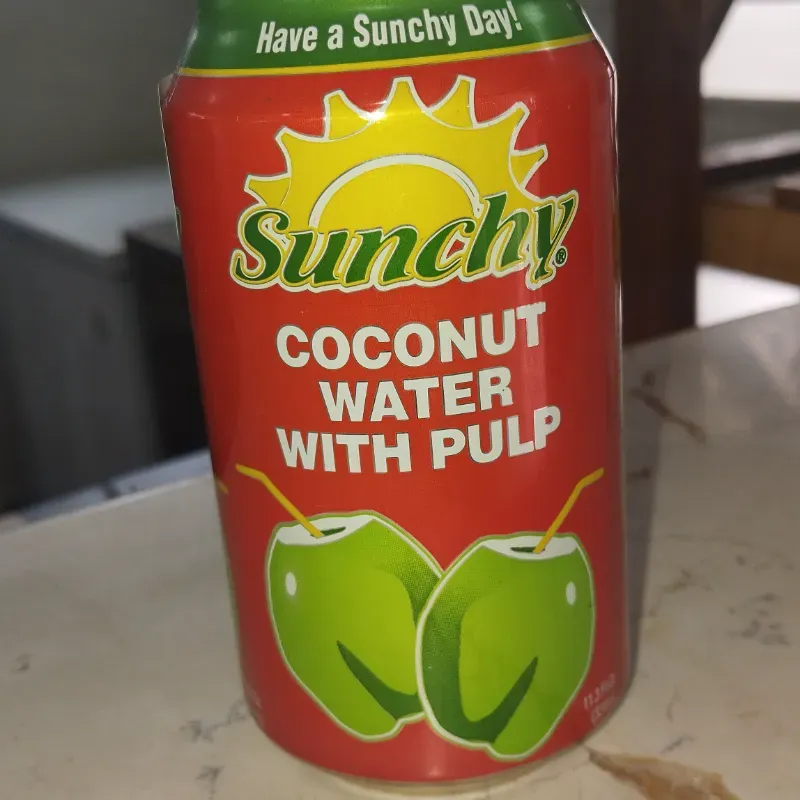 Have a Sunchy Day!
Sunchy®
COCONUT
WATER
WITH PULP